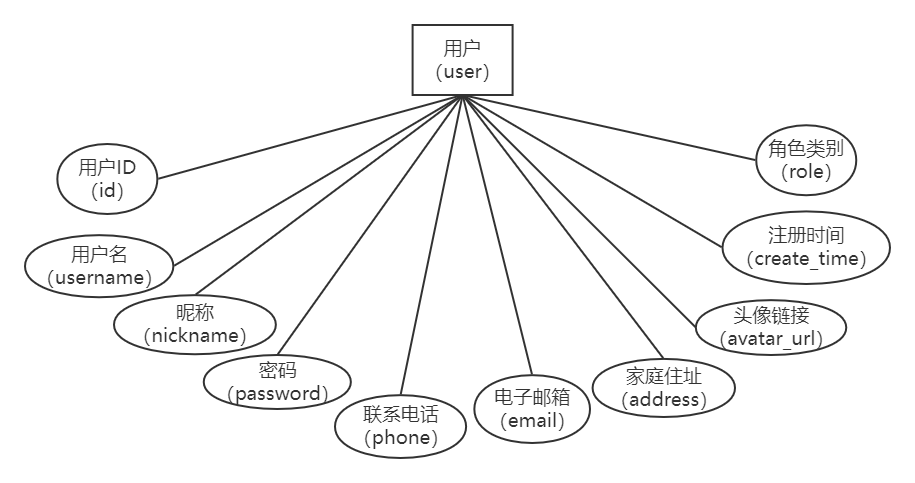 用户
（user）
用户ID
（id）
用户名
（username）
昵称
（nickname）
密码
（password）
联系电话
（phone）
电子邮箱
（email）
家庭住址
（address）
头像链接
（avatar_url）
注册时间
（create_time）
角色类别
（role）